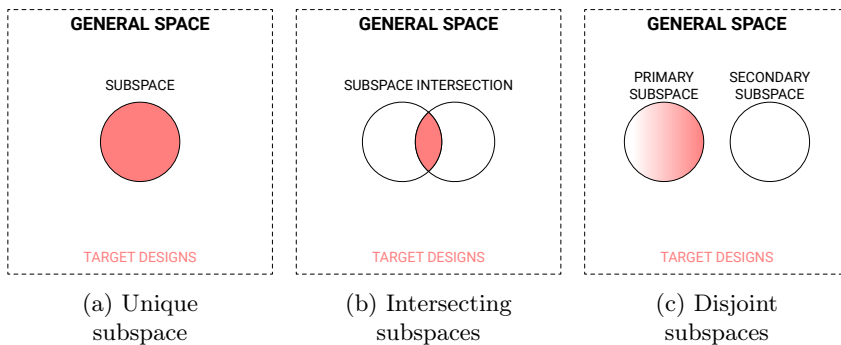 GENERAL SPACE
SUBSPACE
TARGET DESIGNS
(a) Unique
subspace
GENERAL SPACE
SUBSPACE INTERSECTION
TARGET DESIGNS
(b) Intersecting
subspaces
GENERAL SPACE
PRIMARY
SUBSPACE
SECONDARY
SUBSPACE
TARGET DESIGNS
(c) Disjoint
subspaces